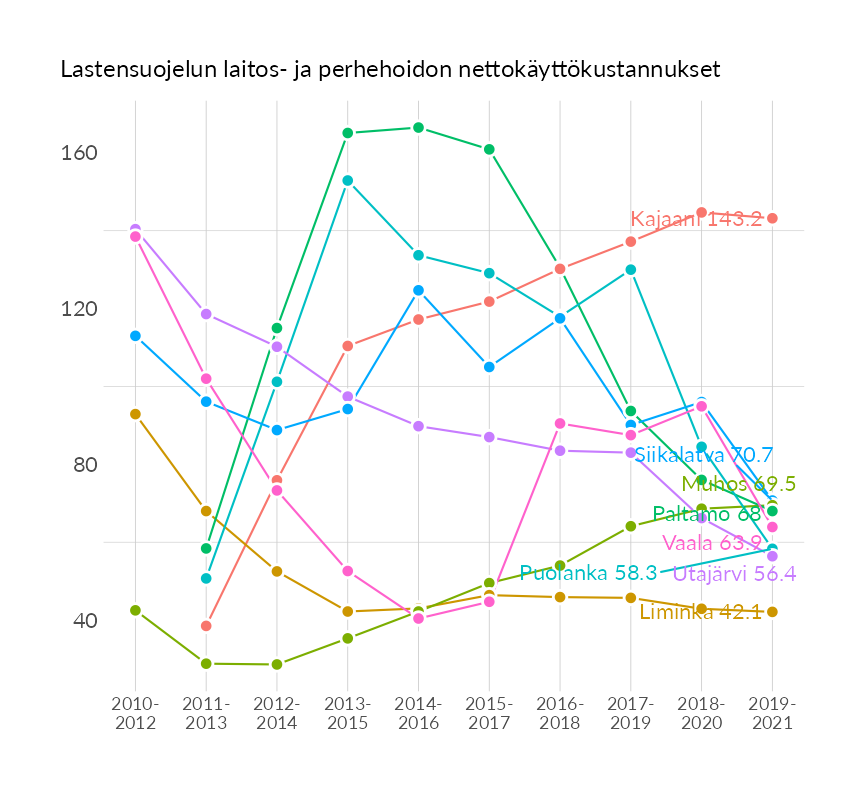 Lastensuojelun laitos- ja perhehoidon nettokäyttökustannukset
160
120
80
40
Kajaani 143.2
Siikalatva 70.7
Muhos 69.5
Paltamo 68
Vaala 63.9
Puolanka 58.3
Utajärvi 56.4
Liminka 42.1
2010-
2012
2011-
2013
2012-
2014
2013-
2015
2014-
2016
2015-
2017
2016-
2018
2017-
2019
2018-
2020
2019-
2021